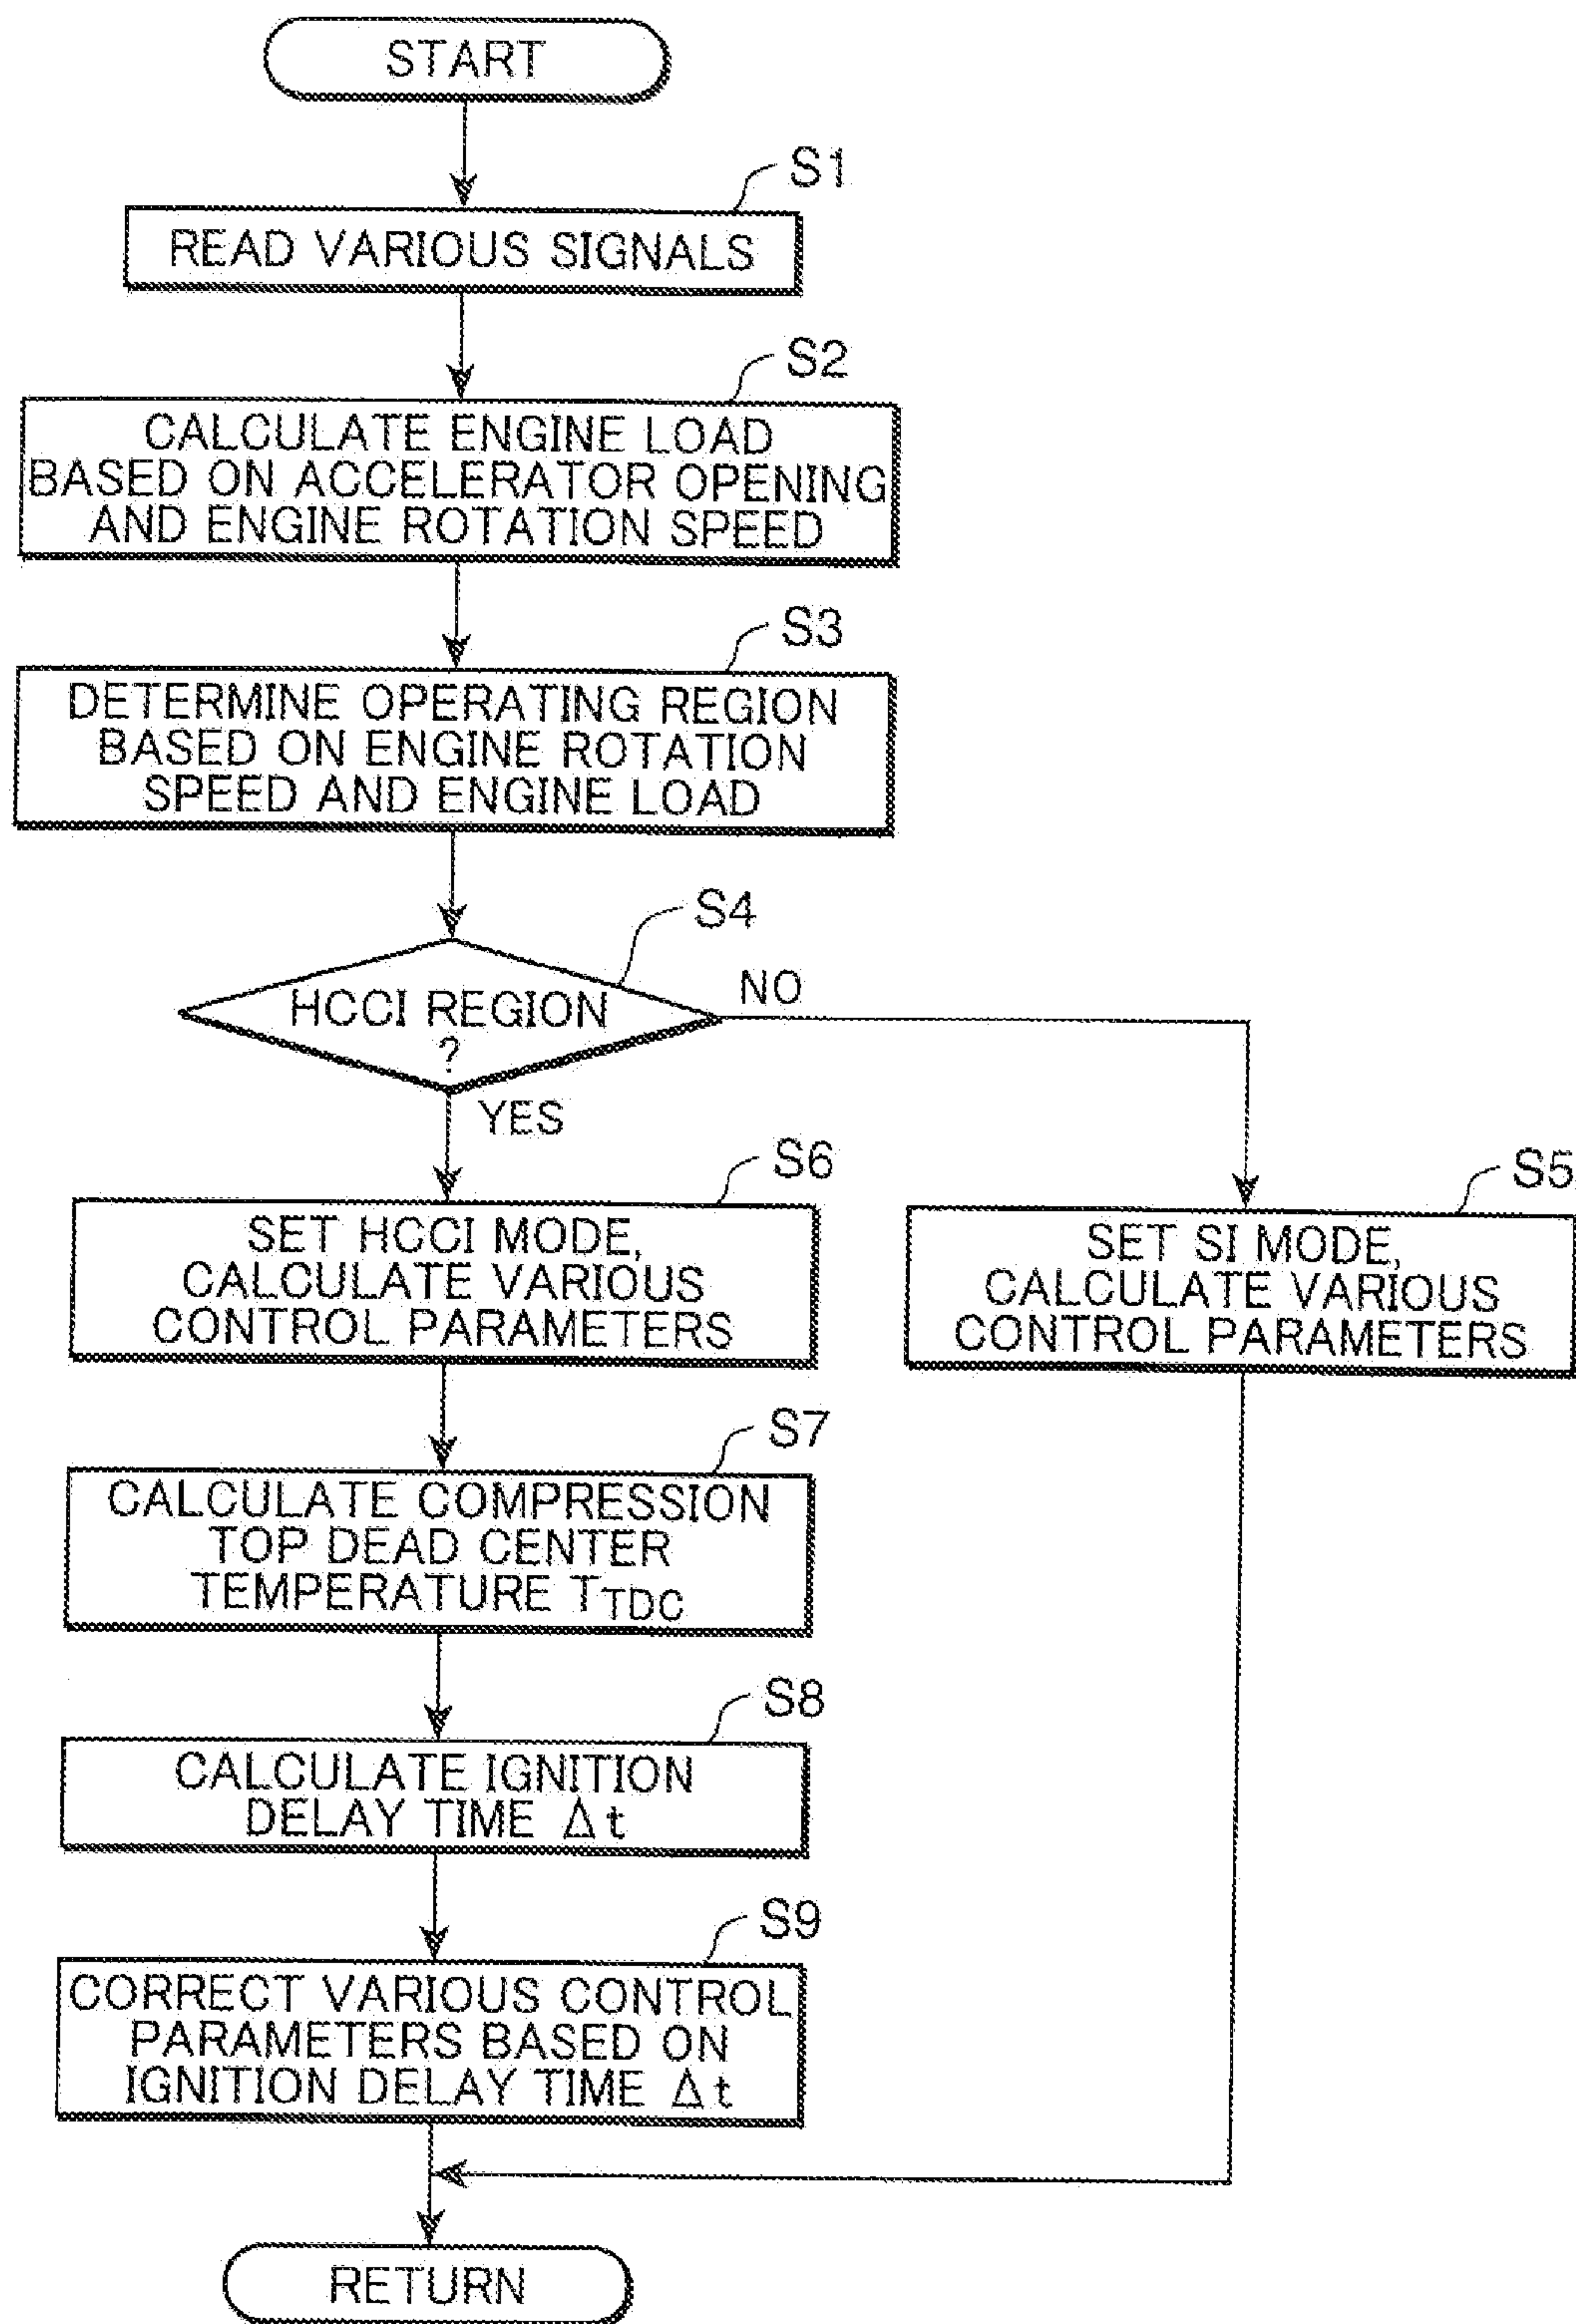 START
S1
READ VARIOUS SIGNALS
S2
CALCULATE ENGINE LOAD
BASED ON ACCELERATOR OPENING
AND ENGINE ROTATION SPEED
S3
DETERMINE OPERATING REGION
BASED ON ENGINE ROTATION
SPEED AND ENGINE LOAD
S4
HCCI REGION
?
NO
YES
S6
SET HCCI MODE,
CALCULATE VARIOUS
CONTROL PARAMETERS
S5
SET SI MODE,
CALCULATE VARIOUS
CONTROL PARAMETERS
S7
CALCULATE COMPRESSION
TOP DEAD CENTER
TEMPERATURE TTDC
S8
CALCULATE IGNITION
DELAY TIME Δt
S9
CORRECT VARIOUS CONTROL
PARAMETERS BASED ON
IGNITION DELAY TIME Δt
RETURN